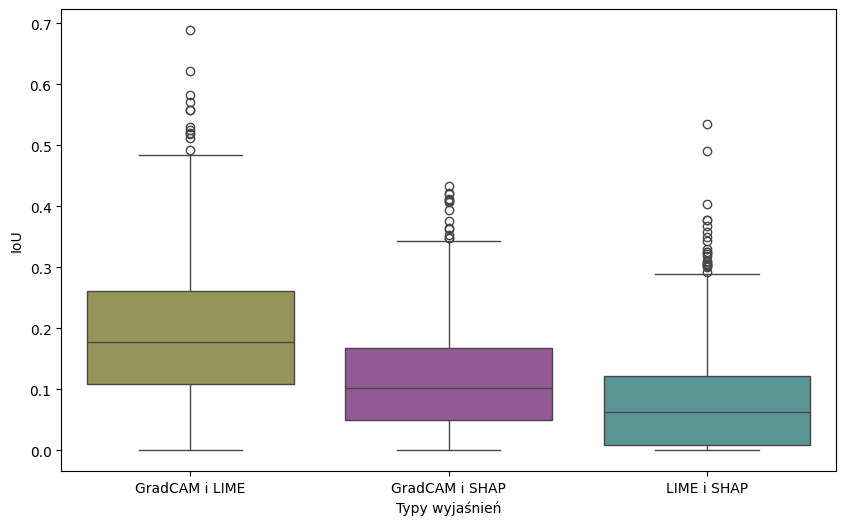 0.7
0.6
0.5
0.4
0.3
0.2
0.1
0.0
IoU
GradCAM i LIME
GradCAM i SHAP
LIME i SHAP
Typy wyjaśnień